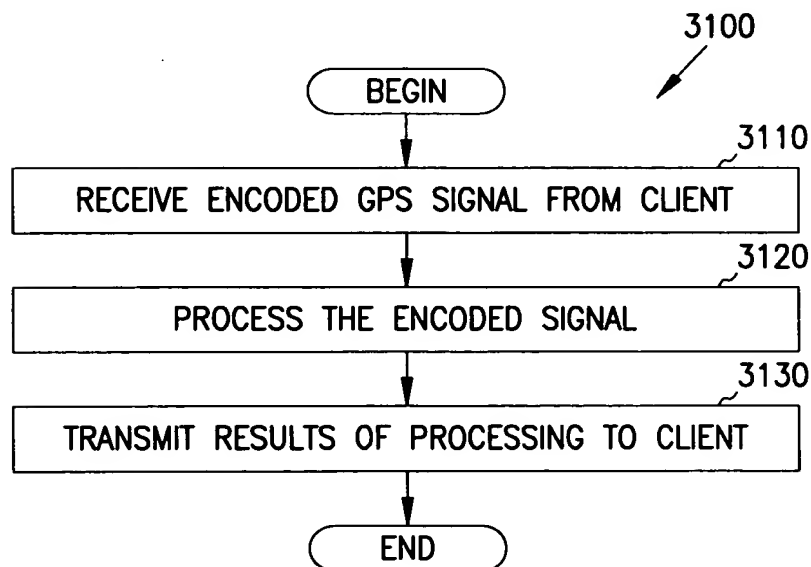 3100
BEGIN
3110
RECEIVE ENCODED GPS SIGNAL FROM CLIENT
3120
PROCESS THE ENCODED SIGNAL
3130
TRANSMIT RESULTS OF PROCESSING TO CLIENT
END